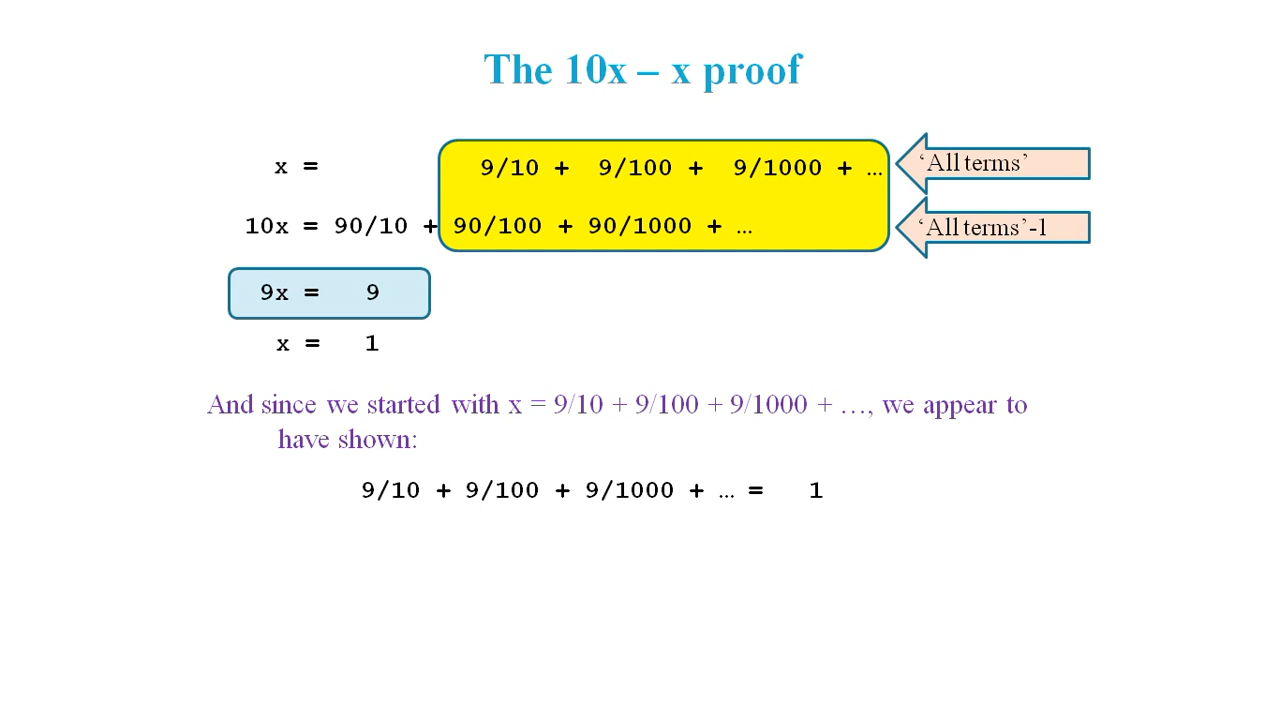 The 10x – x proof
x = 9/10 + 9/100 + 9/1000 + …
‘All terms’
10x = 90/10 + 90/100 + 90/1000 + …
‘All terms’-1
9x = 9
x = 1
And since we started with x = 9/10 + 9/100 + 9/1000 + …, we appear to
have shown:
9/10 + 9/100 + 9/1000 + … = 1